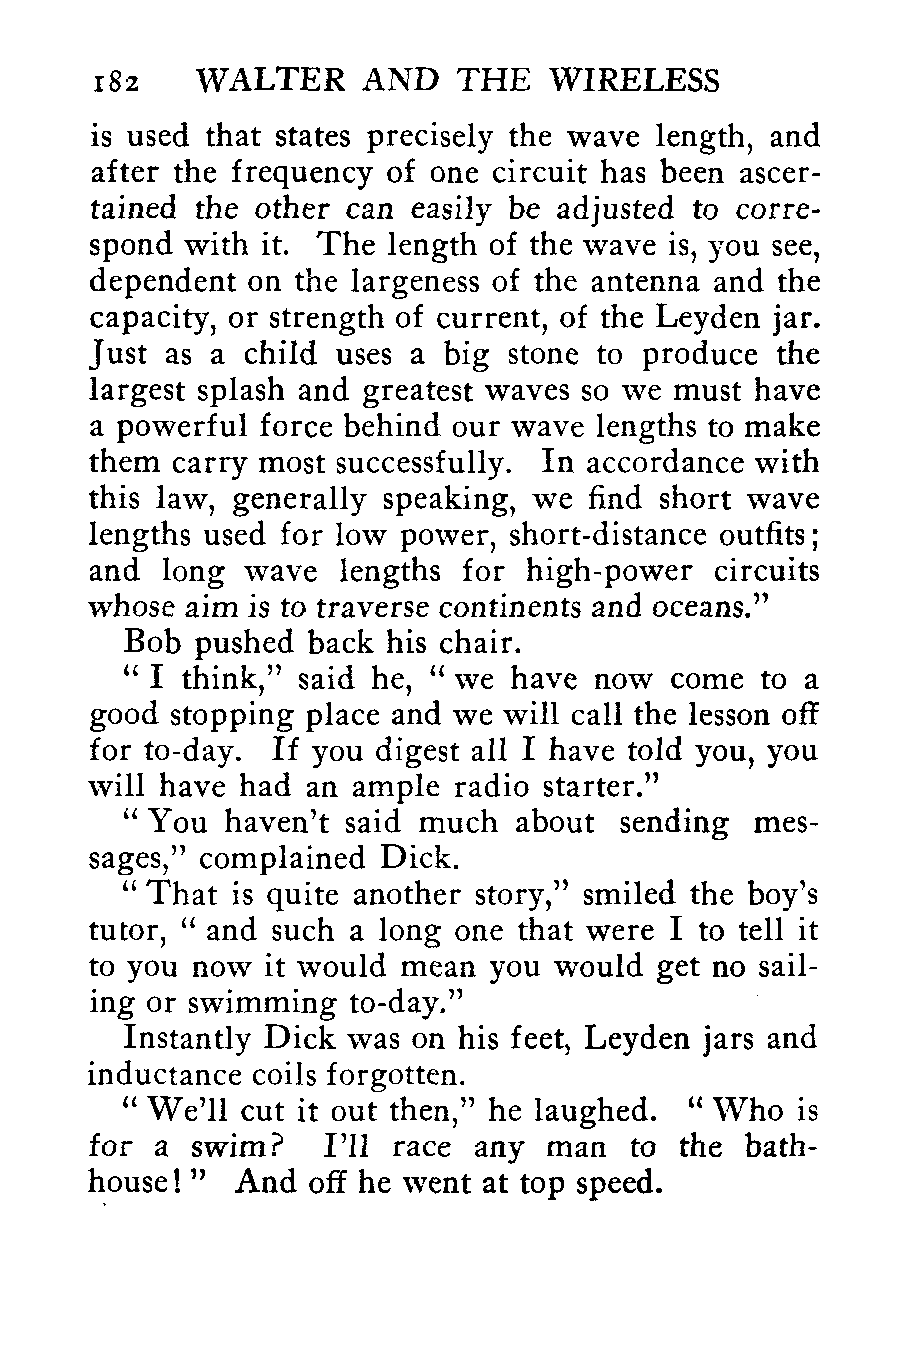 182 WALTER AND THE WIRELESS
is used that states precisely the wave length, and
after the frequency of one circuit has been ascer-
tained the other can easily be adjusted to corre-
spond with it. The length of the wave is, you see,
dependent on the largeness of the antenna and the
capacity, or strength of current, of the Leyden jar.
Just as a child uses a big stone to produce the
largest splash and greatest waves so we must have
a powerful force behind our wave lengths to make
them carry most successfully. In accordance with
this law, generally speaking, we find short wave
lengths used for low power, short-distance outfits;
and long wave lengths for high-power circuits
whose aim is to traverse continents and oceans."
Bob pushed back his chair.
" I think," said he, " we have now come to a
good stopping place and we will call the lesson off
for to-day. If you digest all I have told you, you
will have had an ample radio starter."
" You haven't said much about sending mes-
sages," complained Dick.
" That is quite another story," smiled the boy's
tutor, " and such a long one that were I to tell it
to you now it would mean you would get no sail-
ing or swimming to-day."
Instantly Dick was on his feet, Leyden jars and
inductance coils forgotten.
" We'll cut it out then," he laughed. " Who is
for a swim? I'll race any man to the bath-
house! " And off he went at top speed.